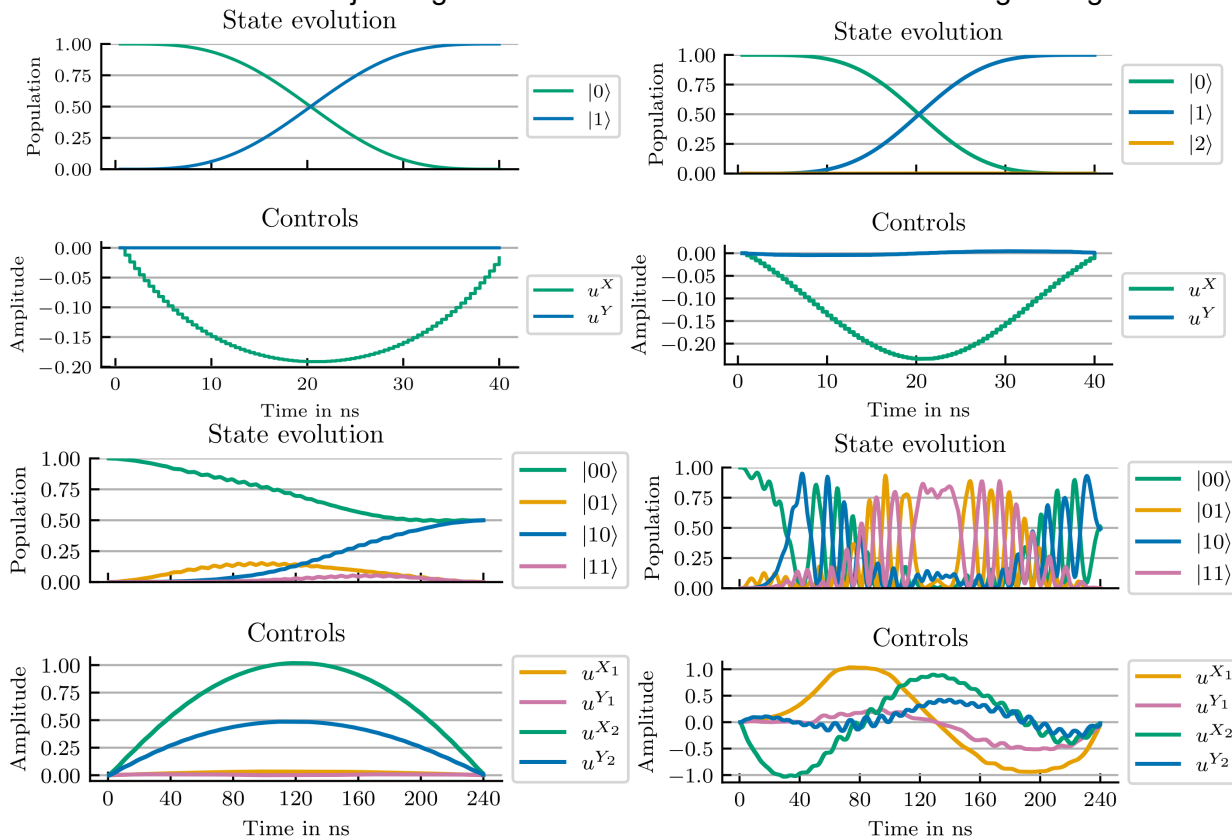 State evolution
1.00
0.75
0.50
0.25
0.00
Population
|0⟩
|1⟩
Controls
0.00
−0.05
−0.10
−0.15
−0.20
Amplitude
u^X
u^Y
0 10 20 30 40
Time in ns
State evolution
1.00
0.75
0.50
0.25
0.00
Population
|0⟩
|1⟩
|2⟩
Controls
0.00
−0.05
−0.10
−0.15
−0.20
Amplitude
u^X
u^Y
0 10 20 30 40
Time in ns
State evolution
1.00
0.75
0.50
0.25
0.00
Population
|00⟩
|01⟩
|10⟩
|11⟩
Controls
1.00
0.75
0.50
0.25
0.00
Amplitude
u^X1
u^Y1
u^X2
u^Y2
0 40 80 120 160 200 240
Time in ns
State evolution
1.00
0.75
0.50
0.25
0.00
Population
|00⟩
|01⟩
|10⟩
|11⟩
Controls
1.0
0.5
0.0
−0.5
−1.0
Amplitude
u^X1
u^Y1
u^X2
u^Y2
0 40 80 120 160 200 240
Time in ns